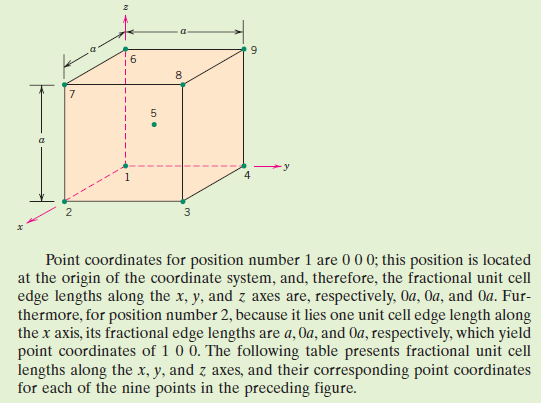 z
a
a
6
9
8
7
5
a
1
4
y
2
3
x
Point coordinates for position number 1 are 0 0 0; this position is located
at the origin of the coordinate system, and, therefore, the fractional unit cell
edge lengths along the x, y, and z axes are, respectively, 0a, 0a, and 0a. Fur-
thermore, for position number 2, because it lies one unit cell edge length along
the x axis, its fractional edge lengths are a, 0a, and 0a, respectively, which yield
point coordinates of 1 0 0. The following table presents fractional unit cell
lengths along the x, y, and z axes, and their corresponding point coordinates
for each of the nine points in the preceding figure.